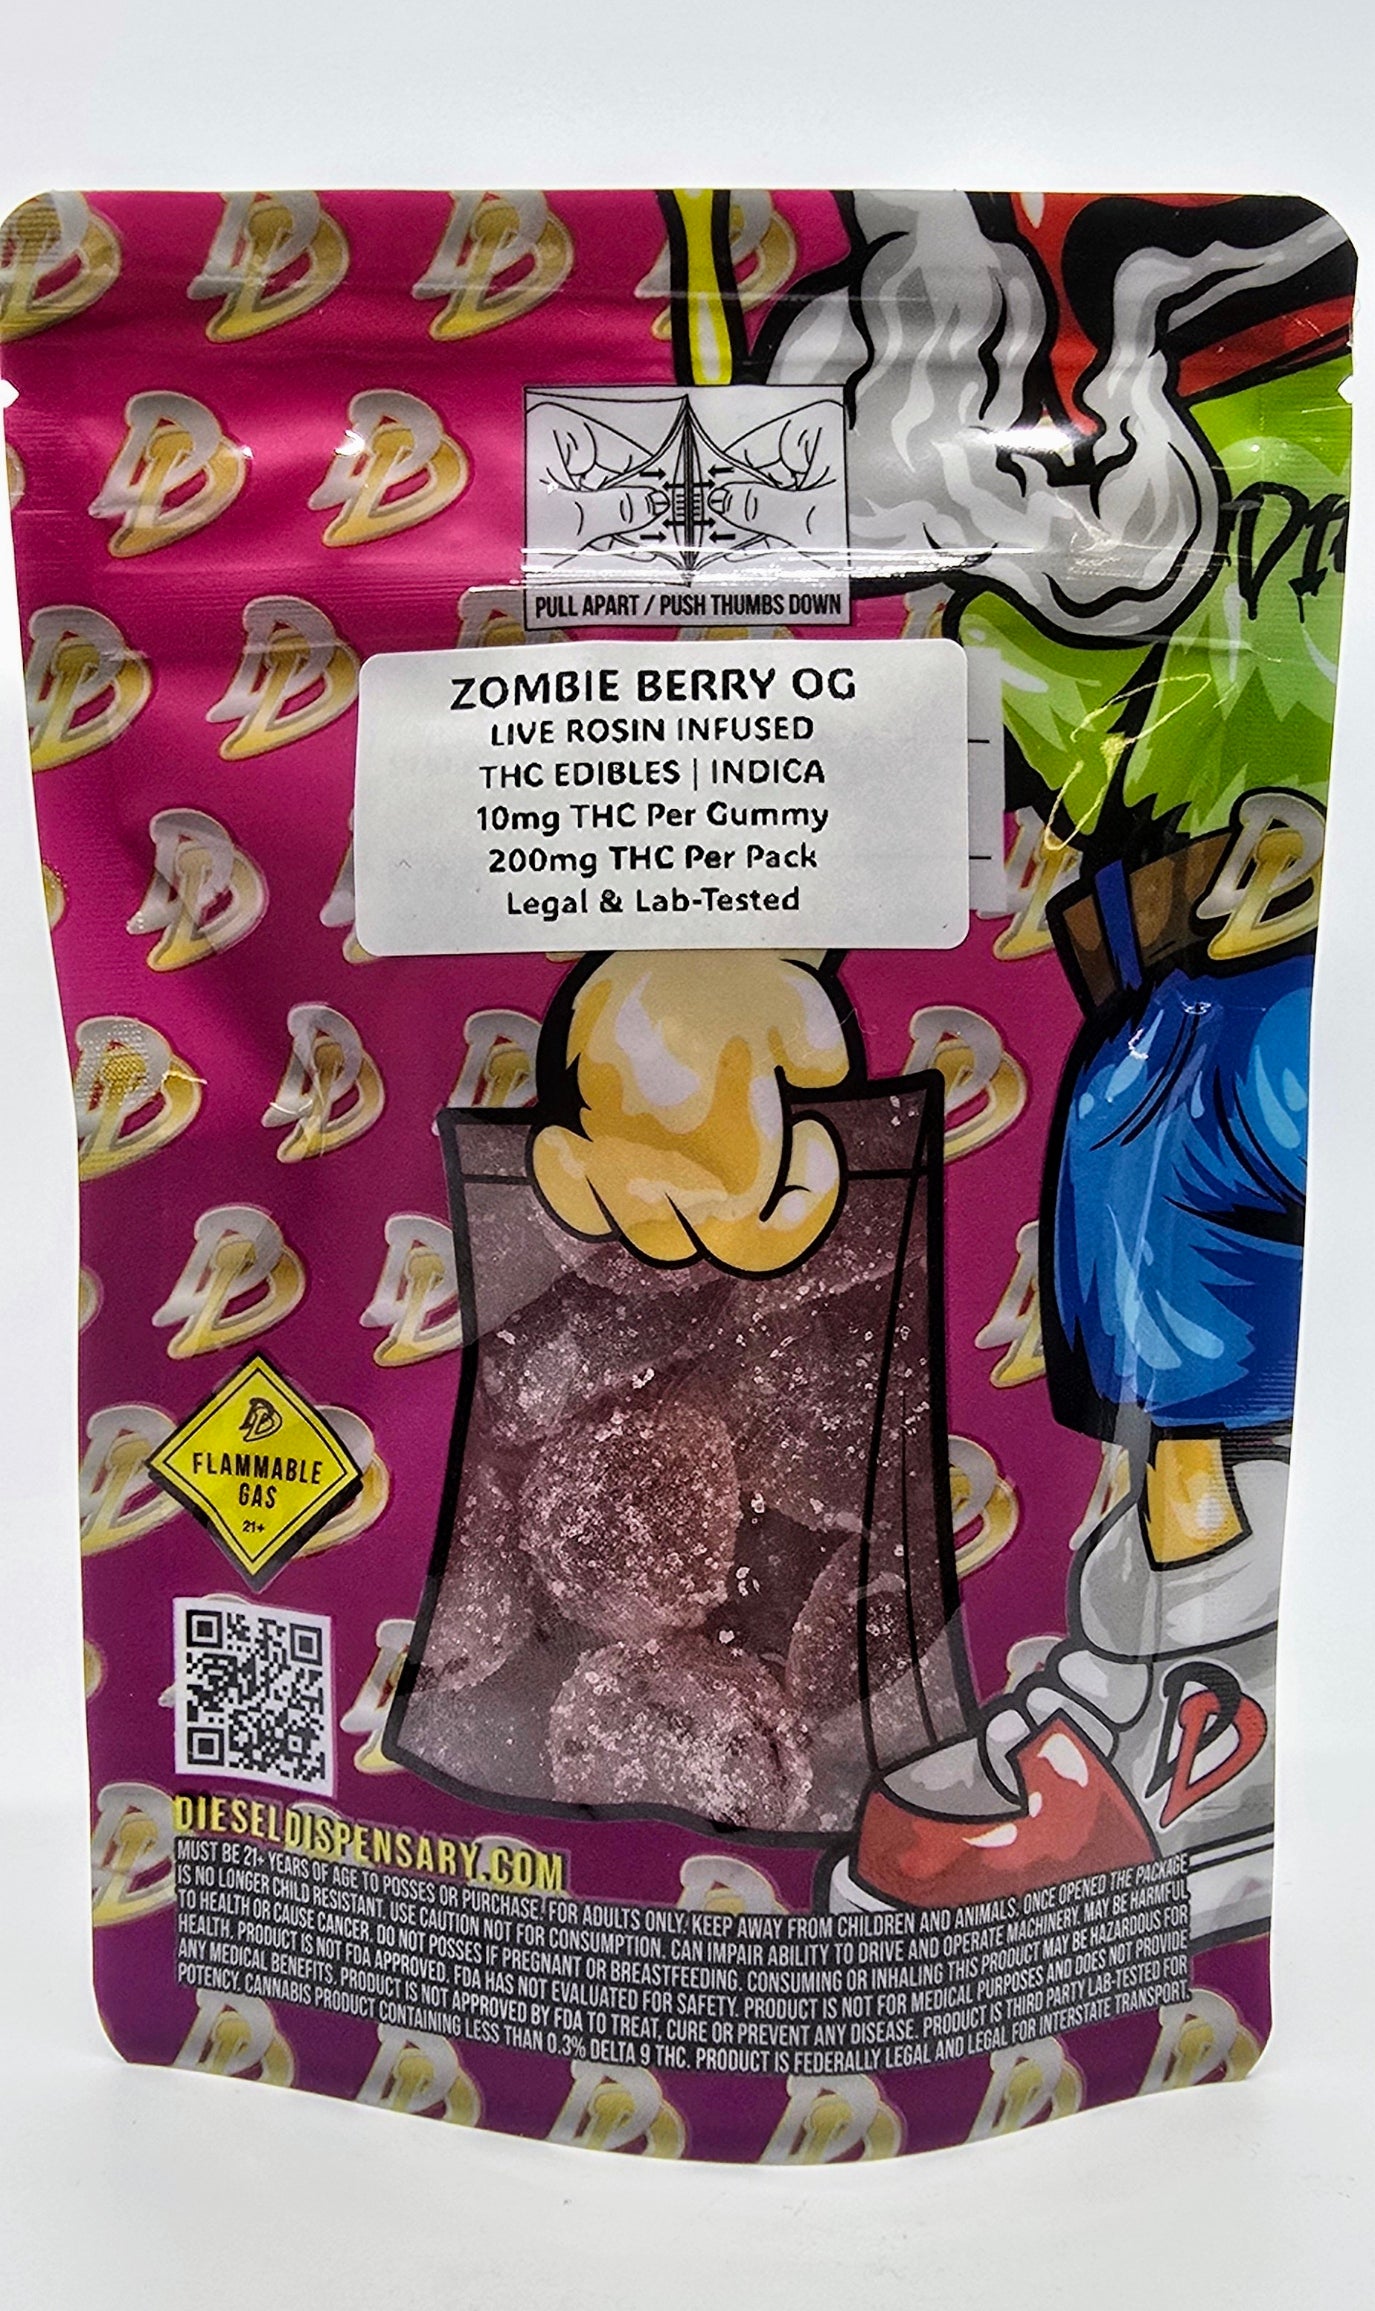 PULL APART / PUSH THUMBS DOWN
ZOMBIE BERRY OG
LIVE ROSIN INFUSED
THC EDIBLES | INDICA
10mg THC Per Gummy
200mg THC Per Pack
Legal & Lab-Tested
FLAMMABLE
GAS
21+
DIESELDISPENSARY.COM
MUST BE 21+ YEARS OF AGE TO POSSES OR PURCHASE. FOR ADULTS ONLY. KEEP AWAY FROM CHILDREN AND ANIMALS. ONCE OPENED THE PACKAGE
IS NO LONGER CHILD RESISTANT. USE CAUTION NOT FOR CONSUMPTION. CAN IMPAIR ABILITY TO DRIVE AND OPERATE MACHINERY. MAY BE HARMFUL
TO HEALTH OR CAUSE CANCER. DO NOT POSSES IF PREGNANT OR BREASTFEEDING. CONSUMING OR INHALING THIS PRODUCT MAY BE HAZARDOUS FOR
HEALTH. PRODUCT IS NOT FDA APPROVED. FDA HAS NOT EVALUATED FOR SAFETY. PRODUCT IS NOT FOR MEDICAL PURPOSES AND DOES NOT PROVIDE
ANY MEDICAL BENEFITS. PRODUCT IS NOT APPROVED BY FDA TO TREAT, CURE OR PREVENT ANY DISEASE. PRODUCT IS THIRD PARTY LAB-TESTED FOR
POTENCY. CANNABIS PRODUCT CONTAINING LESS THAN 0.3% DELTA 9 THC. PRODUCT IS FEDERALLY LEGAL AND LEGAL FOR INTERSTATE TRANSPORT.